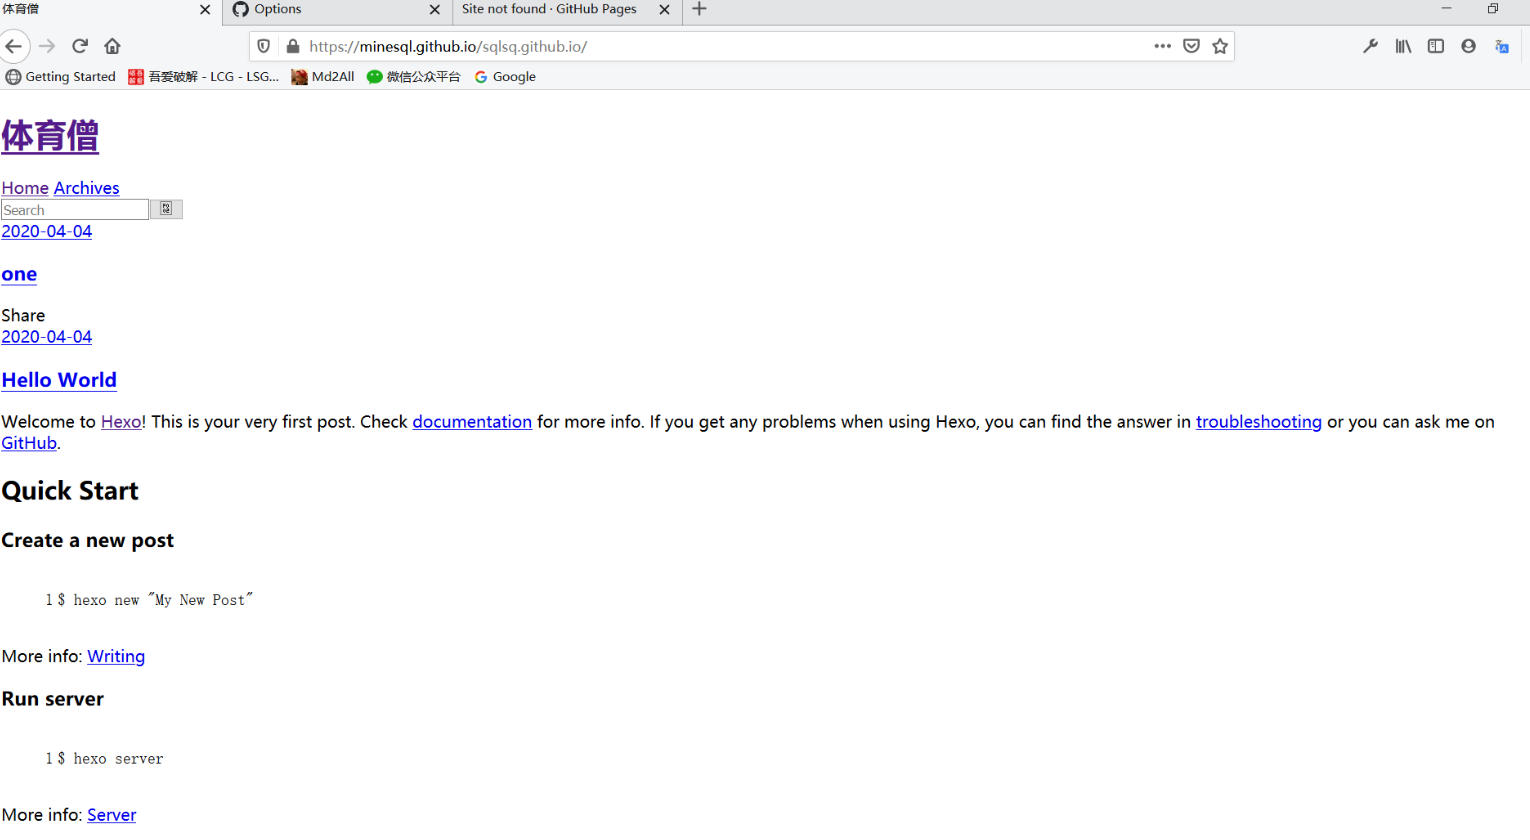 体育僧
Options
Site not found · GitHub Pages
https://minesql.github.io/sqlsq.github.io/
Getting Started
吾爱破解 - LCG - LSG...
Md2All
微信公众平台
Google
体育僧
Home Archives
Search
2020-04-04
one
Share
2020-04-04
Hello World
Welcome to Hexo! This is your very first post. Check documentation for more info. If you get any problems when using Hexo, you can find the answer in troubleshooting or you can ask me on
GitHub.
Quick Start
Create a new post
1 $ hexo new "My New Post"
More info: Writing
Run server
1 $ hexo server
More info: Server